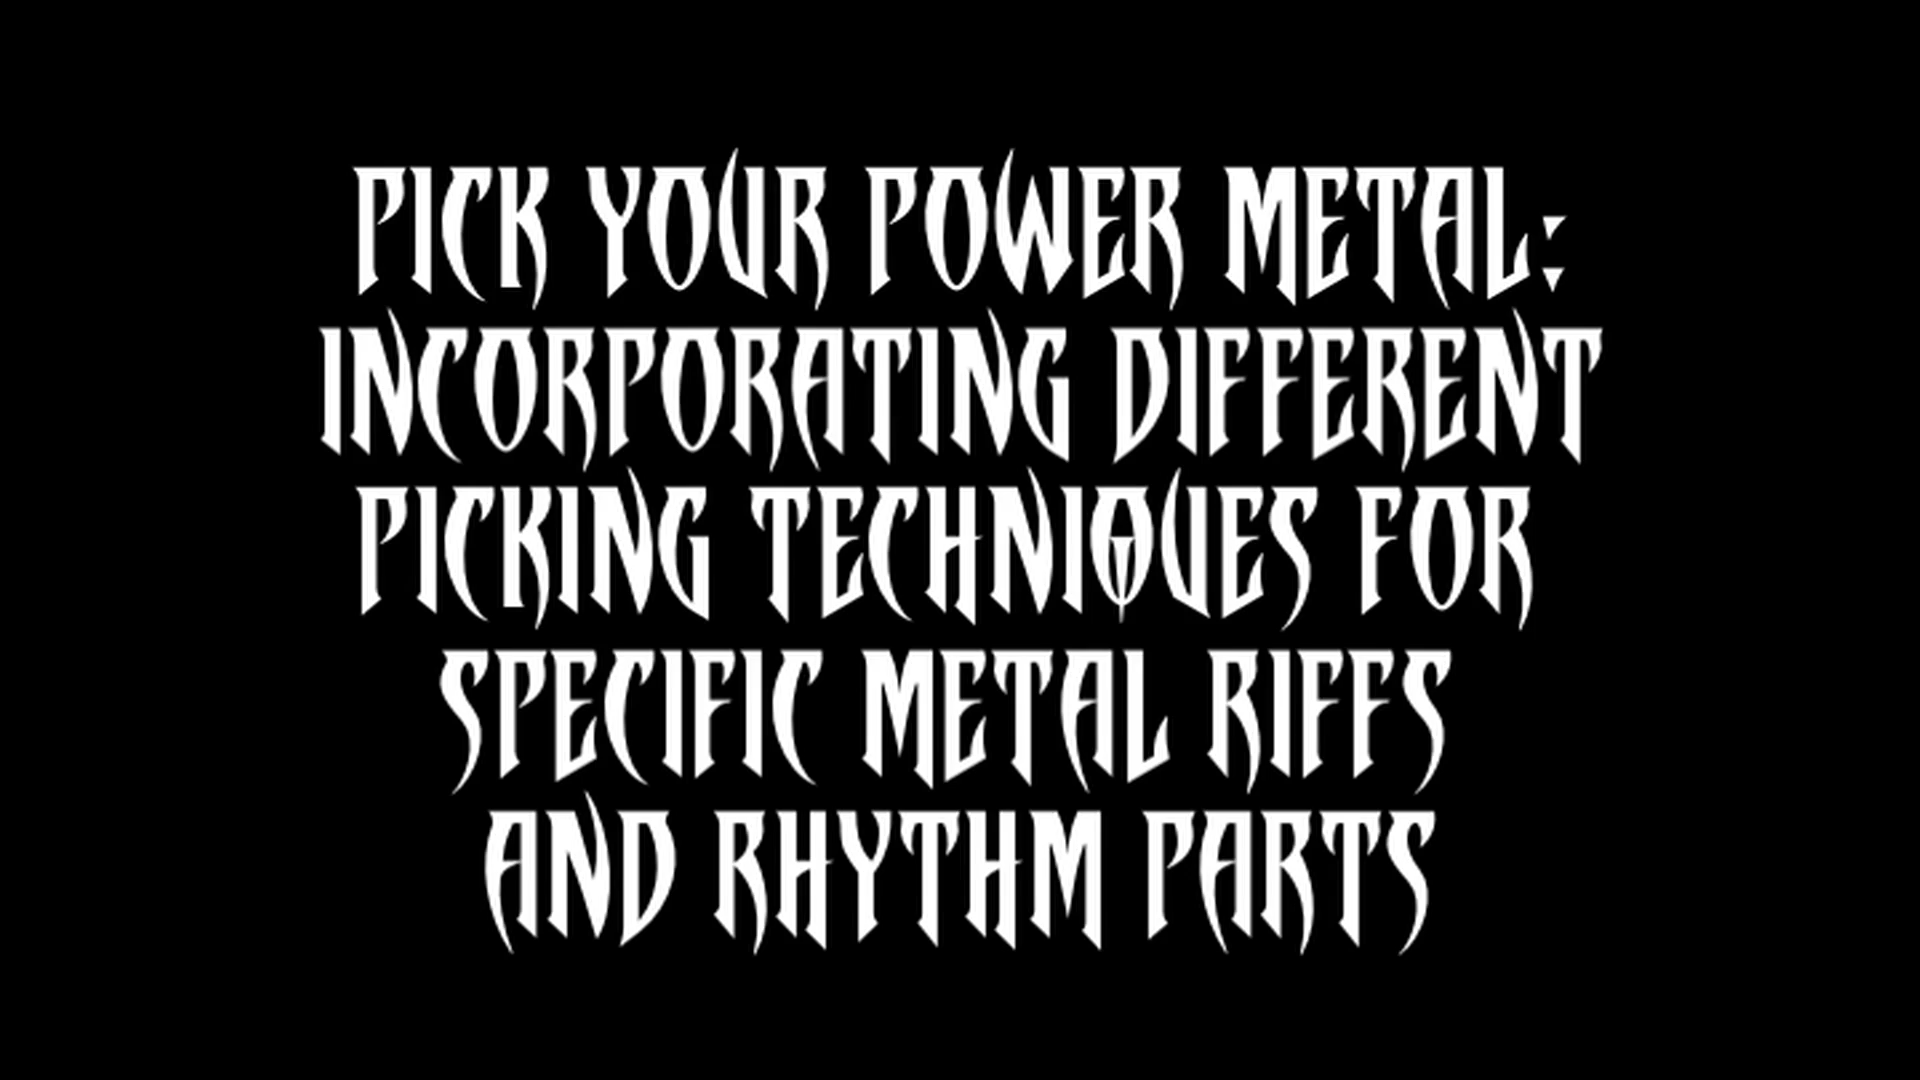 PICK YOUR POWER METAL:
INCORPORATING DIFFERENT
PICKING TECHNIQUES FOR
SPECIFIC METAL RIFFS
AND RHYTHM PARTS